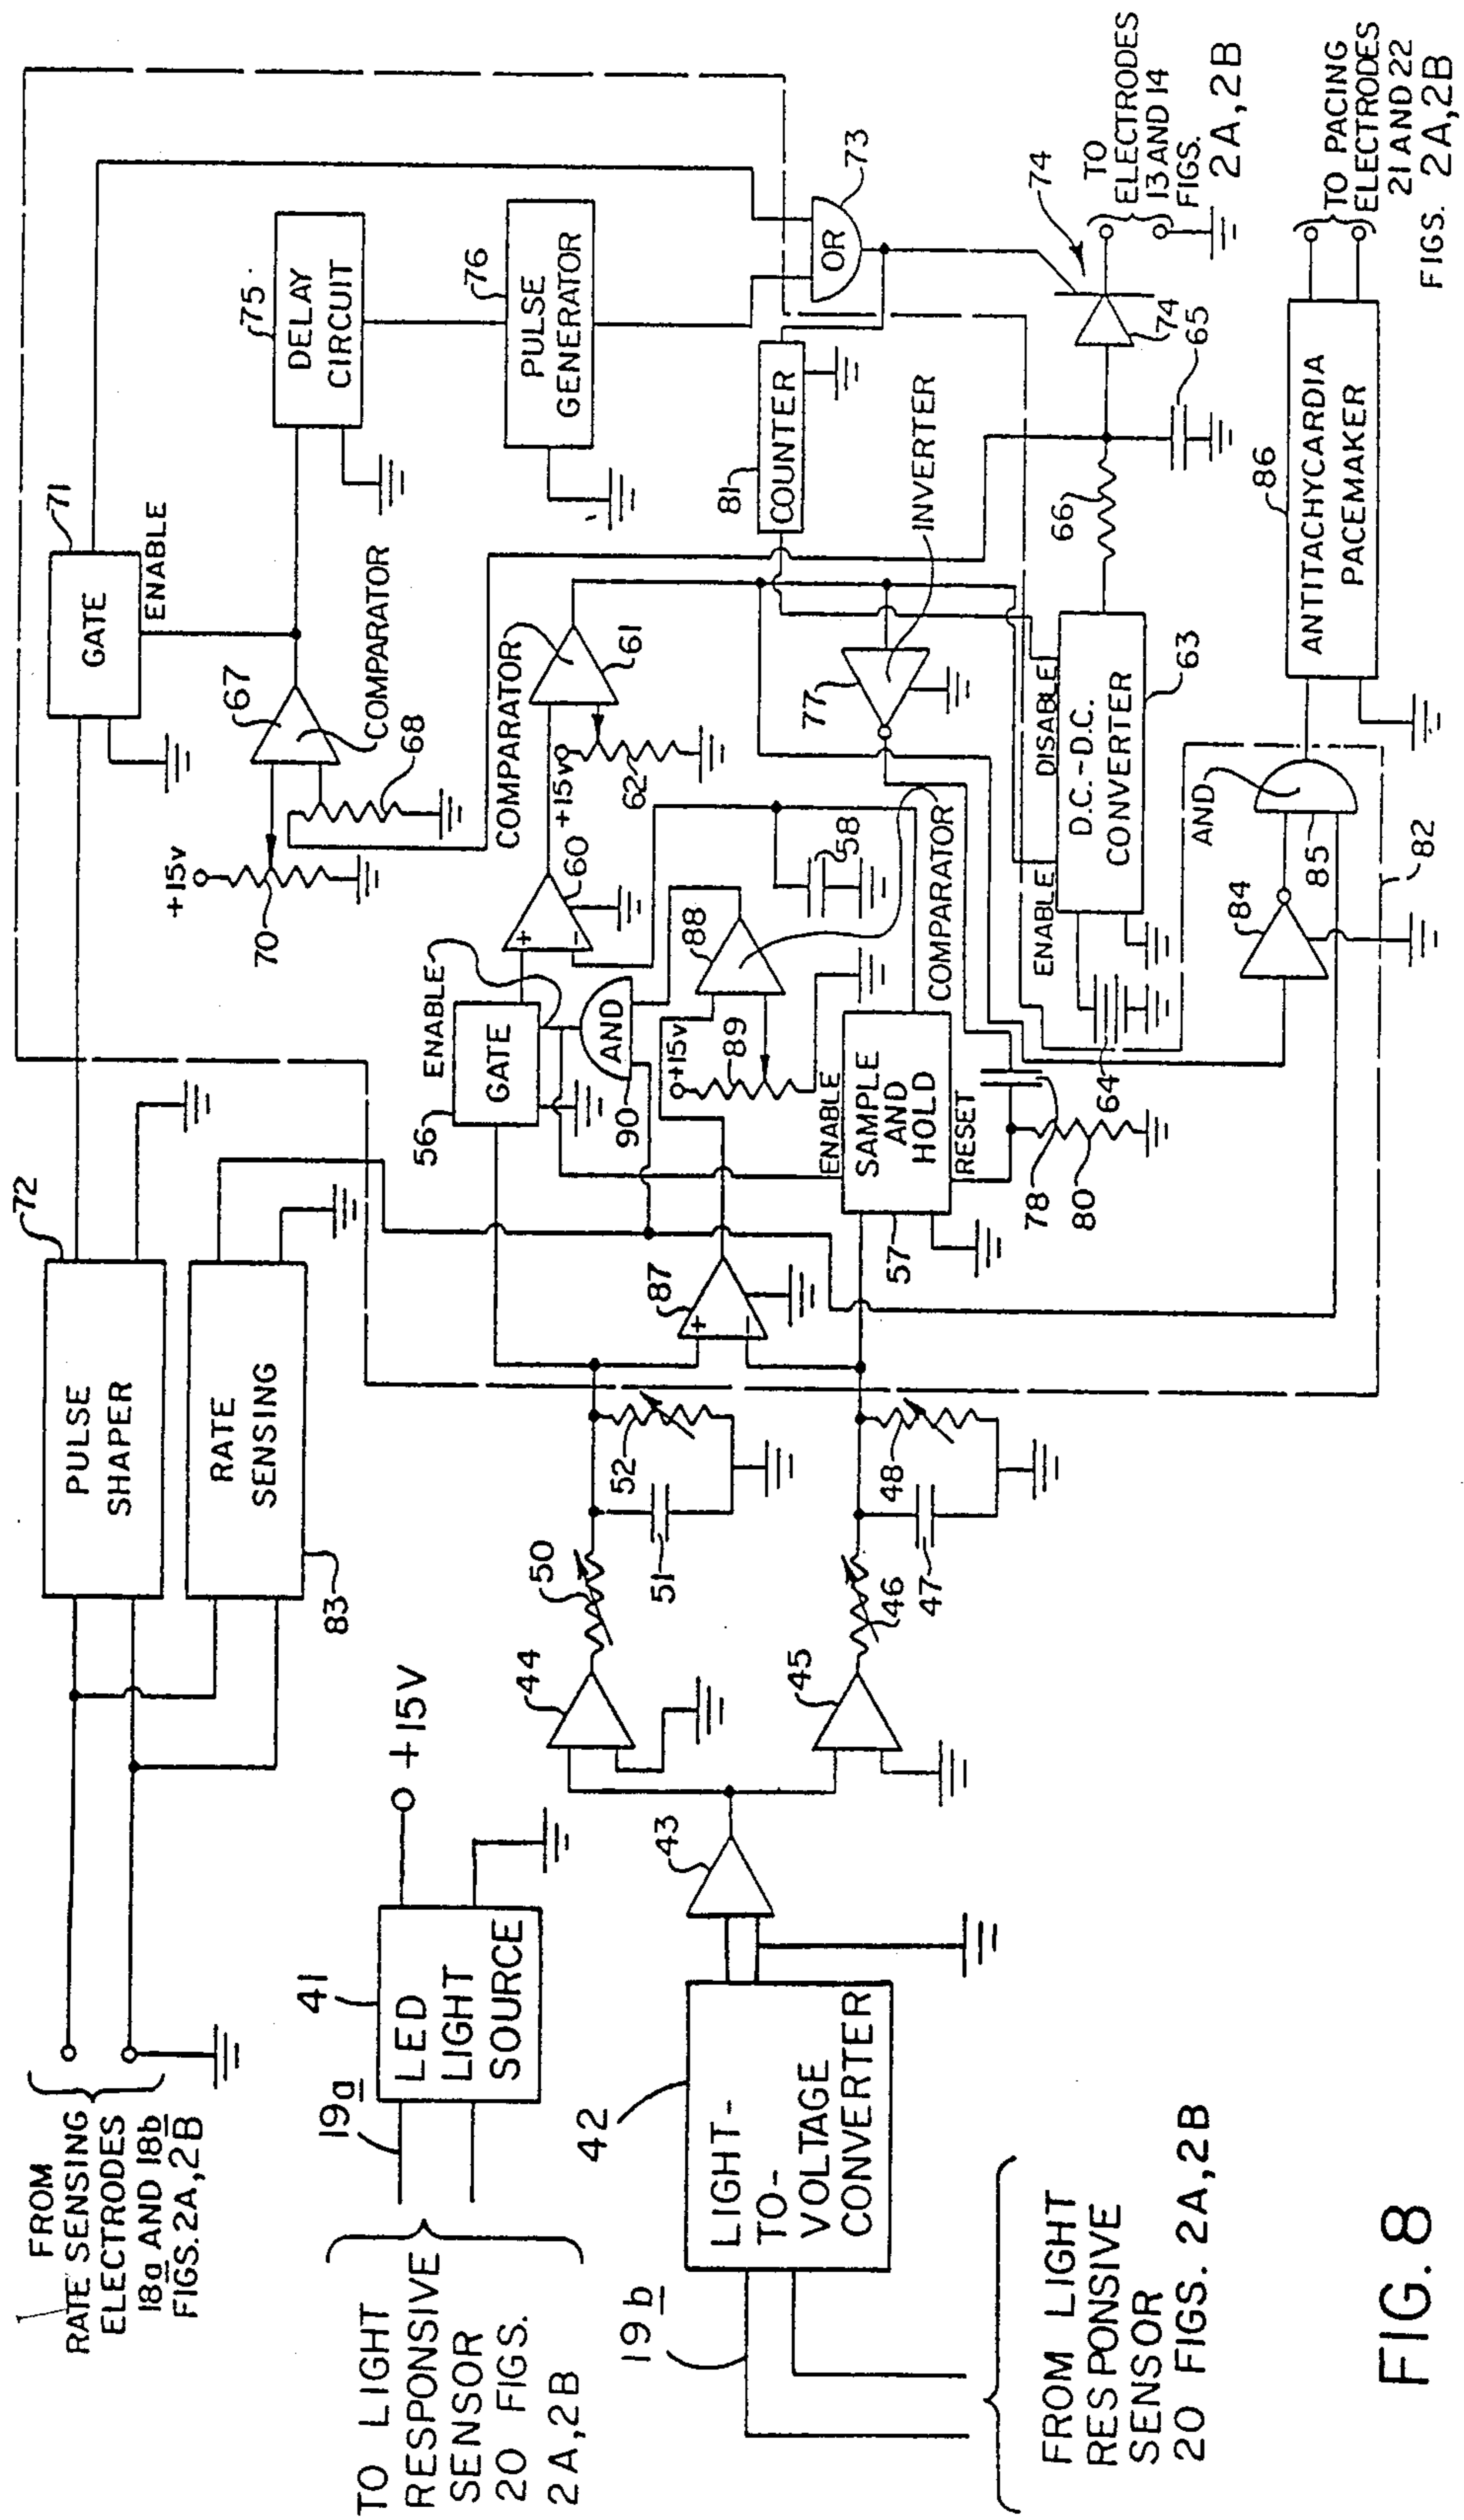 FROM
RATE SENSING
ELECTRODES
18a AND 18b
FIGS. 2A, 2B
72
PULSE
SHAPER
RATE
SENSING
83
TO LIGHT
RESPONSIVE
SENSOR
20 FIGS.
2A, 2B
19a
41
LED
LIGHT
SOURCE
+15V
FROM LIGHT
RESPONSIVE
SENSOR
20 FIGS. 2A, 2B
19b
42
LIGHT-
TO-
VOLTAGE
CONVERTER
43
44
45
50
51
52
46
47
48
71
GATE
ENABLE
+15v
70
67
COMPARATOR
68
75
DELAY
CIRCUIT
76
PULSE
GENERATOR
OR
73
56
GATE
ENABLE
AND
90
+
-
60
COMPARATOR
61
+15v
62
87
+
-
+15v
89
88
COMPARATOR
58
ENABLE
SAMPLE
AND
HOLD
RESET
57
78
80
77
INVERTER
81
COUNTER
ENABLE
DISABLE
D.C.-D.C.
CONVERTER
63
64
66
65
74
74
TO
ELECTRODES
13 AND 14
FIGS.
2A, 2B
84
AND
85
82
86
ANTITACHYCARDIA
PACEMAKER
TO PACING
ELECTRODES
21 AND 22
FIGS. 2A, 2B
FIG. 8